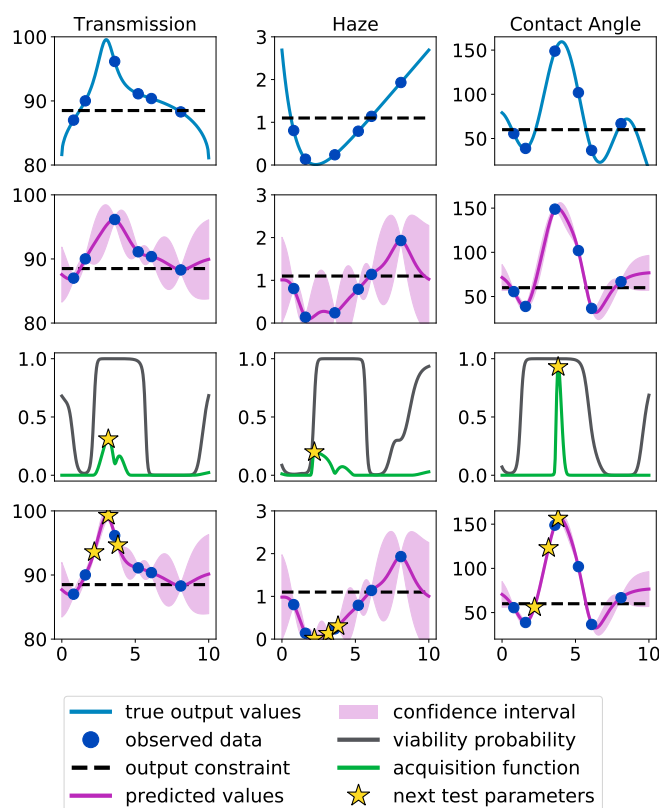 Transmission Haze Contact Angle
100 3 150
90 2 100
1 50
80 0
100 3 150
90 2 100
1 50
80 0
1.0 1.0 1.0
0.5 0.5 0.5
0.0 0.0 0.0
100 3 150
90 2 100
1 50
80 0
0 5 10 0 5 10 0 5 10
true output values confidence interval
observed data viability probability
output constraint acquisition function
predicted values next test parameters